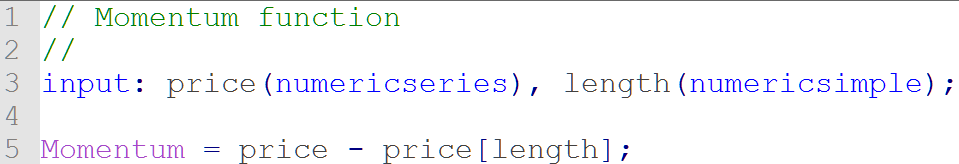 1 // Momentum function
2 //
3 input: price(numericseries), length(numericsimple);
4
5 Momentum = price - price[length];